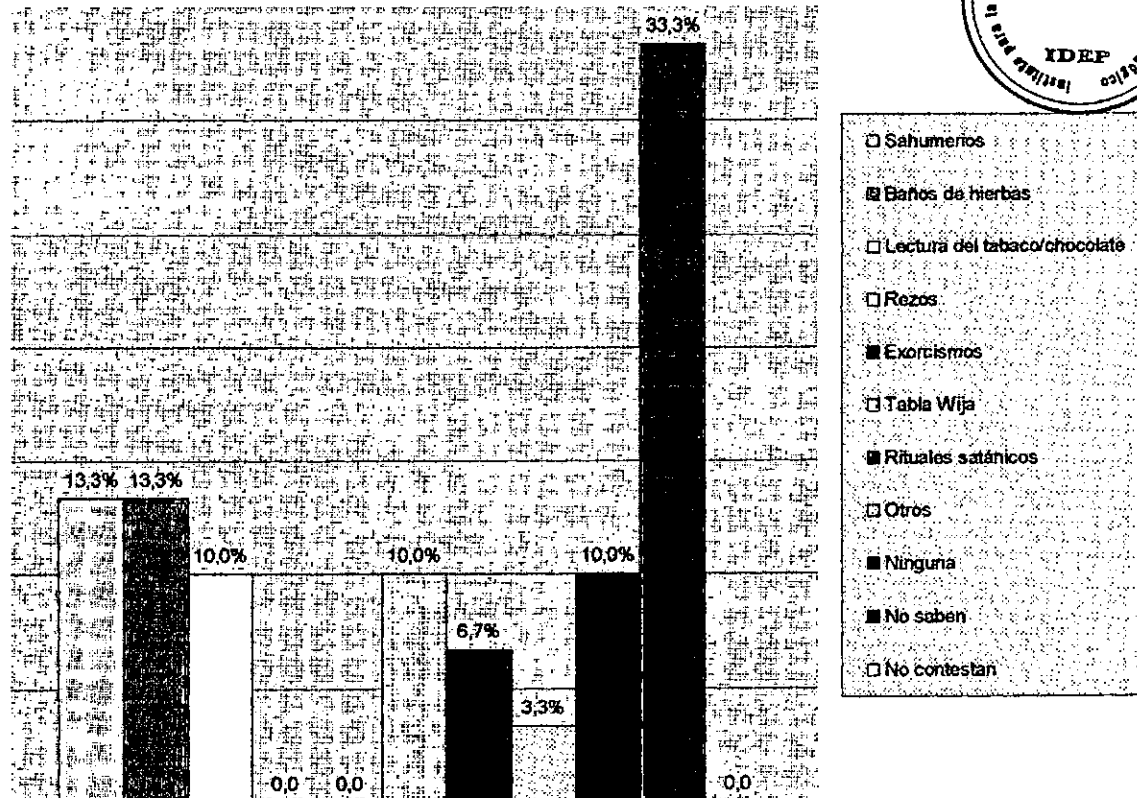 33,3%
13,3% 13,3%
10,0%
10,0%
10,0%
6,7%
3,3%
0,0
0,0
0,0
IDEP
Sahumerios
Baños de hierbas
Lectura del tabaco/chocolate
Rezos
Exorcismos
Tabla Wija
Rituales satánicos
Otros
Ninguna
No saben
No contestan